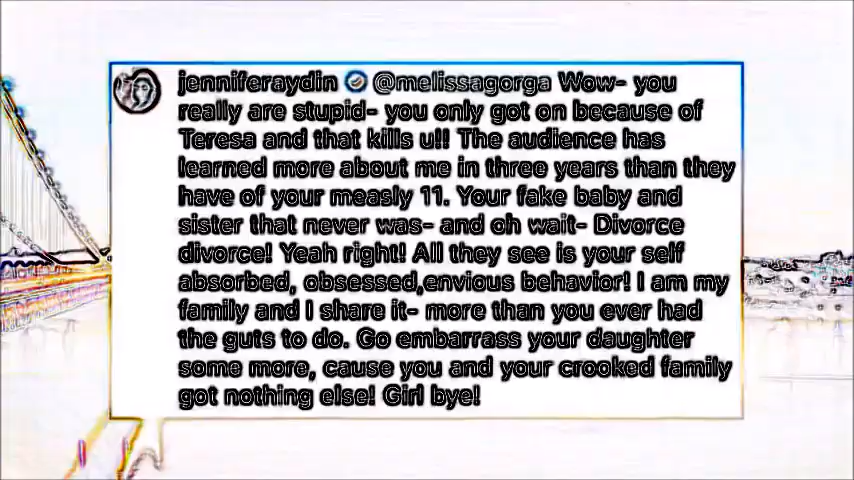 jenniferaydin @melissagorga Wow- you
really are stupid- you only got on because of
Teresa and that kills u!! The audience has
learned more about me in three years than they
have of your measly 11. Your fake baby and
sister that never was- and oh wait- Divorce
divorce! Yeah right! All they see is your self
absorbed, obsessed,envious behavior! I am my
family and I share it- more than you ever had
the guts to do. Go embarrass your daughter
some more, cause you and your crooked family
got nothing else! Girl bye!